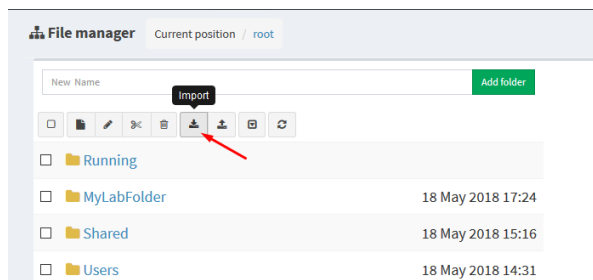 File manager Current position / root
New Name Add folder
Import
Running
MyLabFolder 18 May 2018 17:24
Shared 18 May 2018 15:16
Users 18 May 2018 14:31